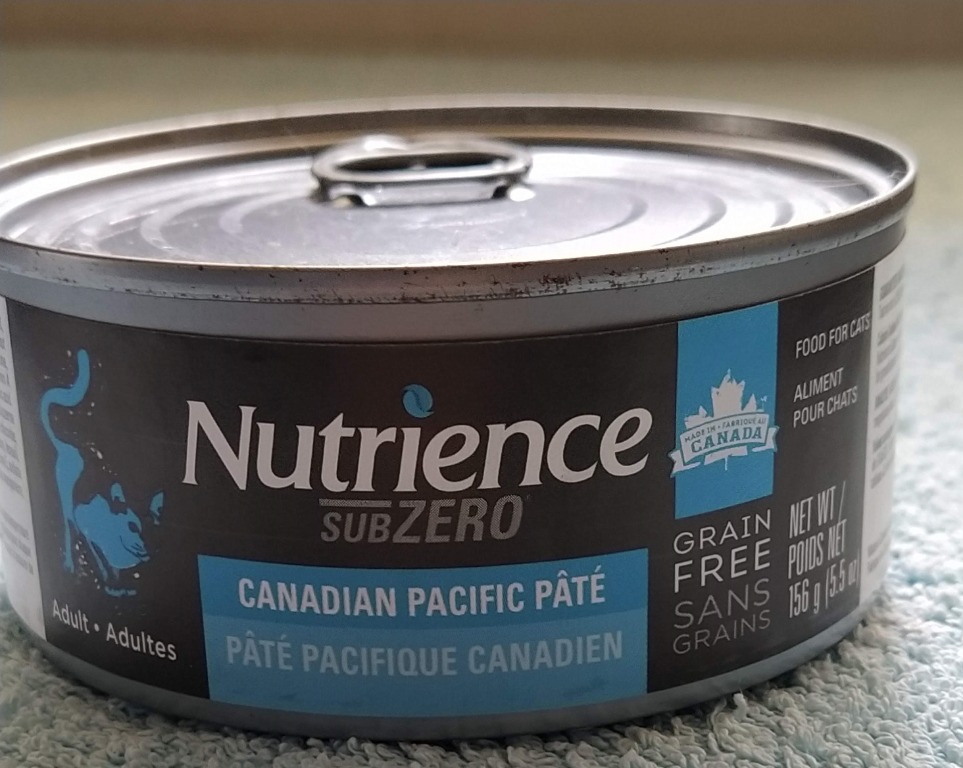 Nutrience
SUBZERO
CANADIAN PACIFIC PÂTÉ
PÂTÉ PACIFIQUE CANADIEN
Adult • Adultes
MADE IN • FABRIQUÉ AU
CANADA
GRAIN
FREE
SANS
GRAINS
FOOD FOR CATS
ALIMENT
POUR CHATS
NET WT /
POIDS NET
156 g (5.5 oz)